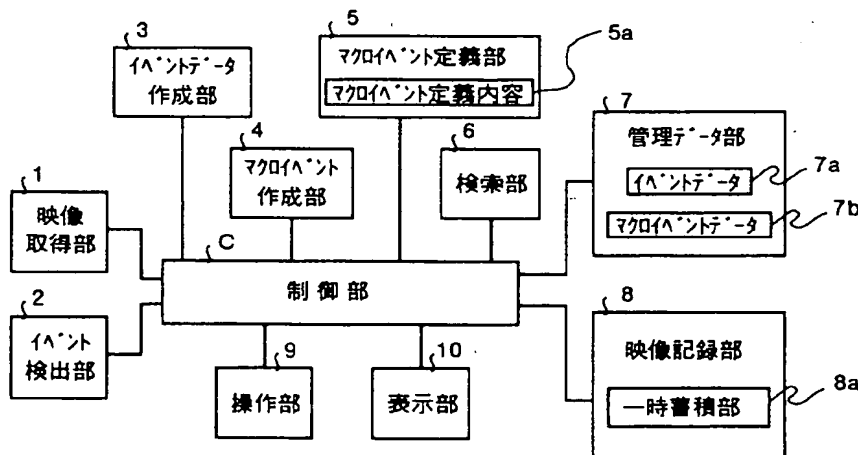 3
イベントデータ
作成部
5
マクロイベント定義部
マクロイベント定義内容
5a
4
マクロイベント
作成部
6
検索部
7
管理データ部
イベントデータ
マクロイベントデータ
7a
7b
1
映像
取得部
C
制御部
2
イベント
検出部
8
映像記録部
一時蓄積部
8a
9
操作部
10
表示部